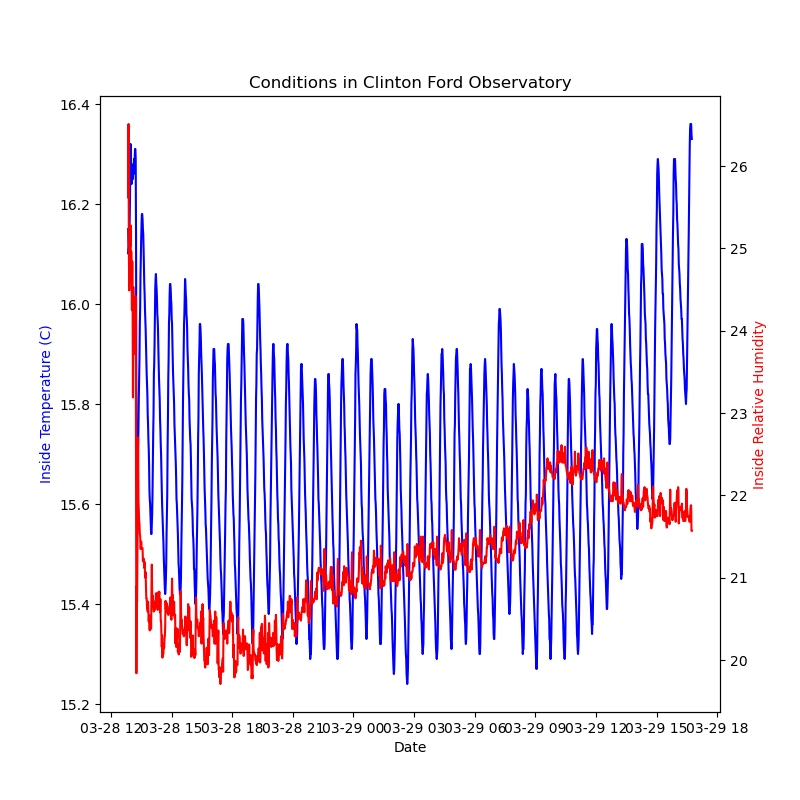 Conditions in Clinton Ford Observatory
16.4
16.2
16.0
15.8
15.6
15.4
15.2
Inside Temperature (C)
26
25
24
23
22
21
20
Inside Relative Humidity
03-28 12 03-28 15 03-28 18 03-28 21 03-29 00 03-29 03 03-29 06 03-29 09 03-29 12 03-29 15 03-29 18
Date